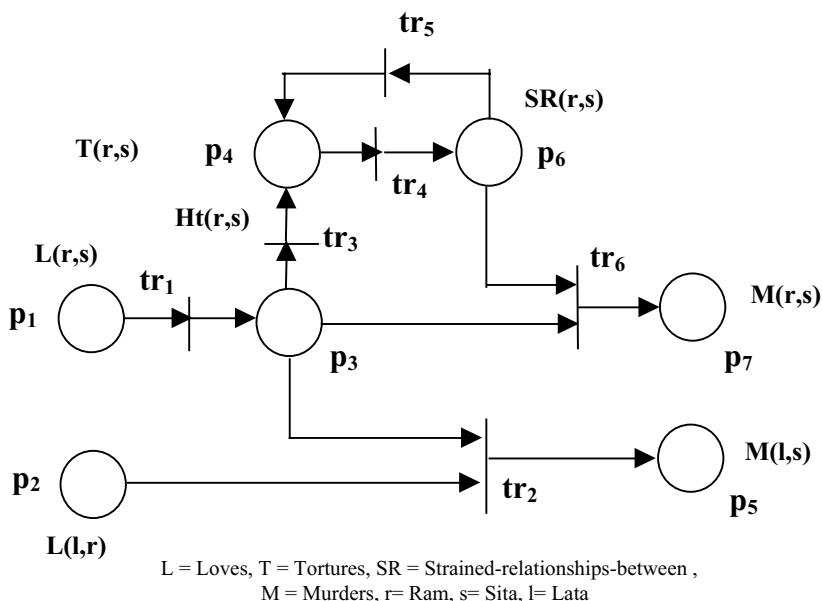 tr₅
SR(r,s)
T(r,s)
p₄
p₆
tr₄
Ht(r,s)
tr₃
L(r,s)
tr₁
tr₆
M(r,s)
p₁
p₃
p₇
p₂
M(l,s)
tr₂
p₅
L(l,r)
L = Loves, T = Tortures, SR = Strained-relationships-between ,
M = Murders, r= Ram, s= Sita, l= Lata